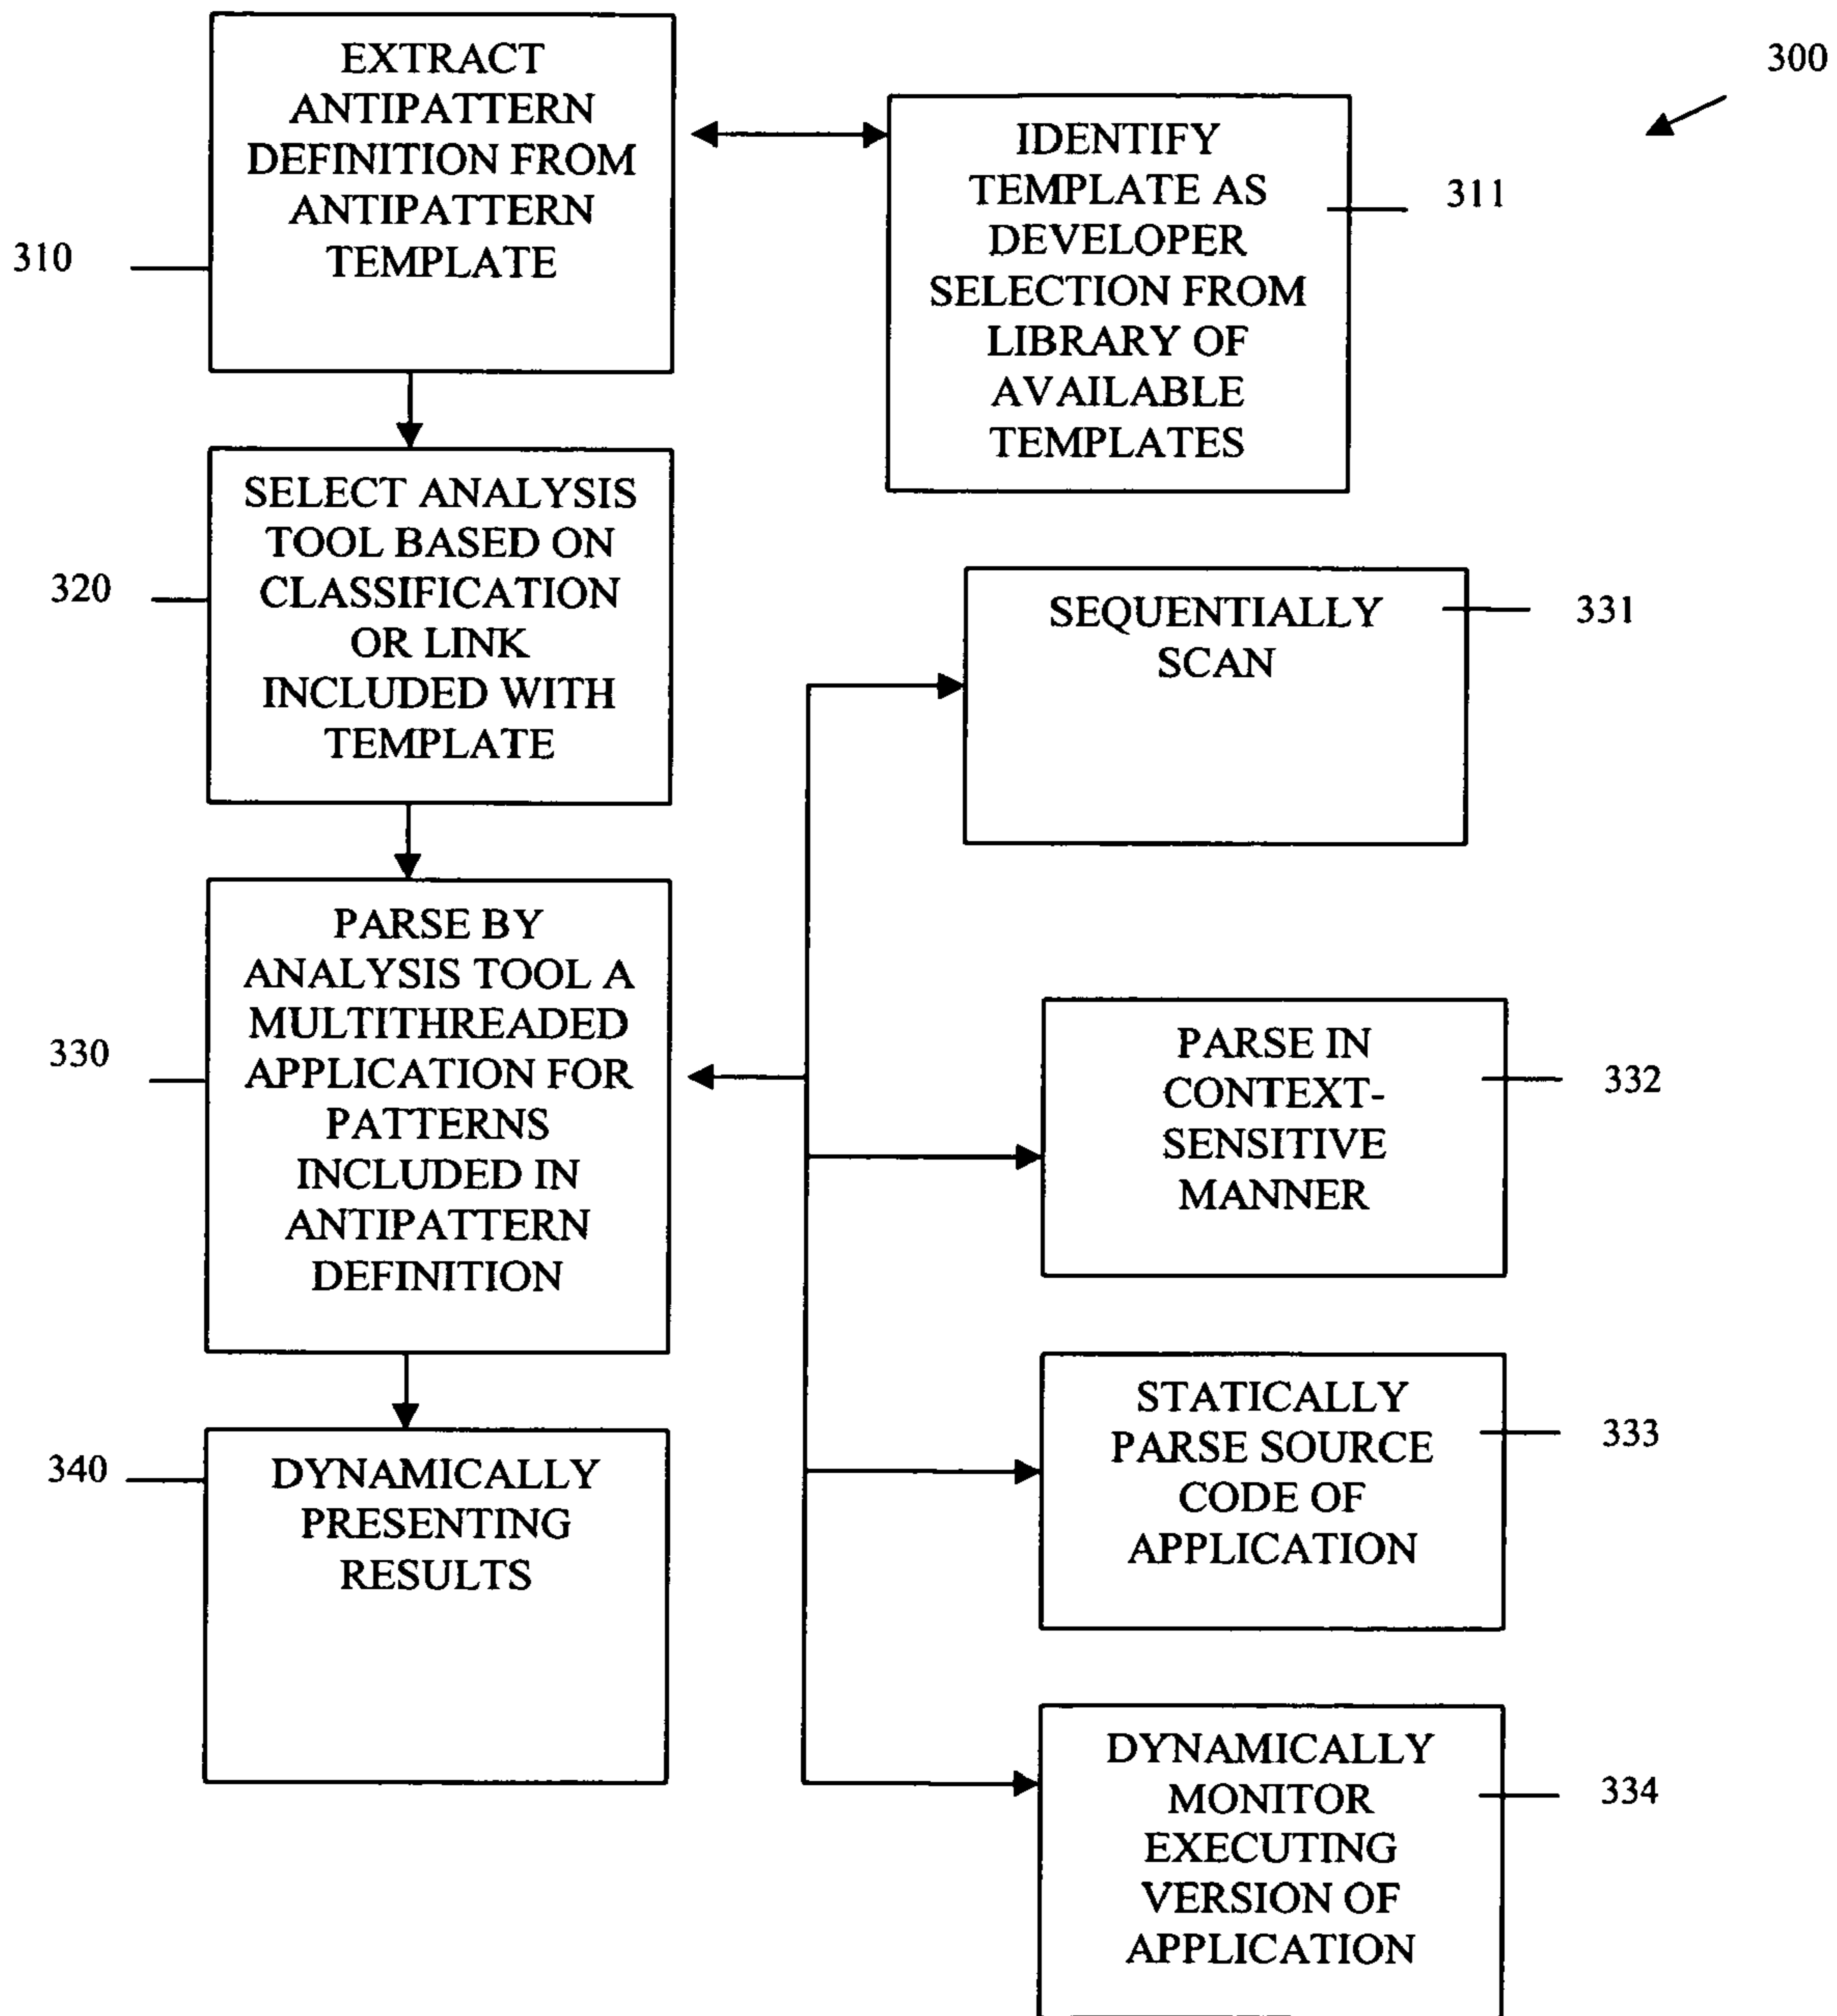 300
EXTRACT
ANTIPATTERN
DEFINITION FROM
ANTIPATTERN
TEMPLATE
310
IDENTIFY
TEMPLATE AS
DEVELOPER
SELECTION FROM
LIBRARY OF
AVAILABLE
TEMPLATES
311
SELECT ANALYSIS
TOOL BASED ON
CLASSIFICATION
OR LINK
INCLUDED WITH
TEMPLATE
320
SEQUENTIALLY
SCAN
331
PARSE BY
ANALYSIS TOOL A
MULTITHREADED
APPLICATION FOR
PATTERNS
INCLUDED IN
ANTIPATTERN
DEFINITION
330
PARSE IN
CONTEXT-
SENSITIVE
MANNER
332
STATICALLY
PARSE SOURCE
CODE OF
APPLICATION
333
DYNAMICALLY
PRESENTING
RESULTS
340
DYNAMICALLY
MONITOR
EXECUTING
VERSION OF
APPLICATION
334